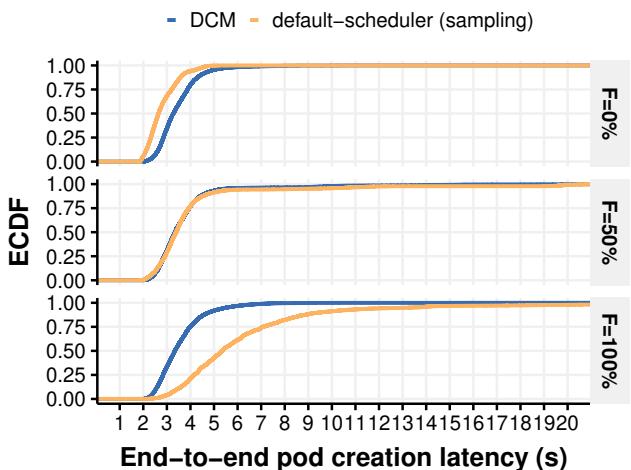 DCM default−scheduler (sampling)
1.00
0.75
0.50
0.25
0.00
F=0%
1.00
0.75
0.50
0.25
0.00
F=50%
1.00
0.75
0.50
0.25
0.00
F=100%
ECDF
1 2 3 4 5 6 7 8 9 10 11 12 13 14 15 16 17 18 19 20
End−to−end pod creation latency (s)